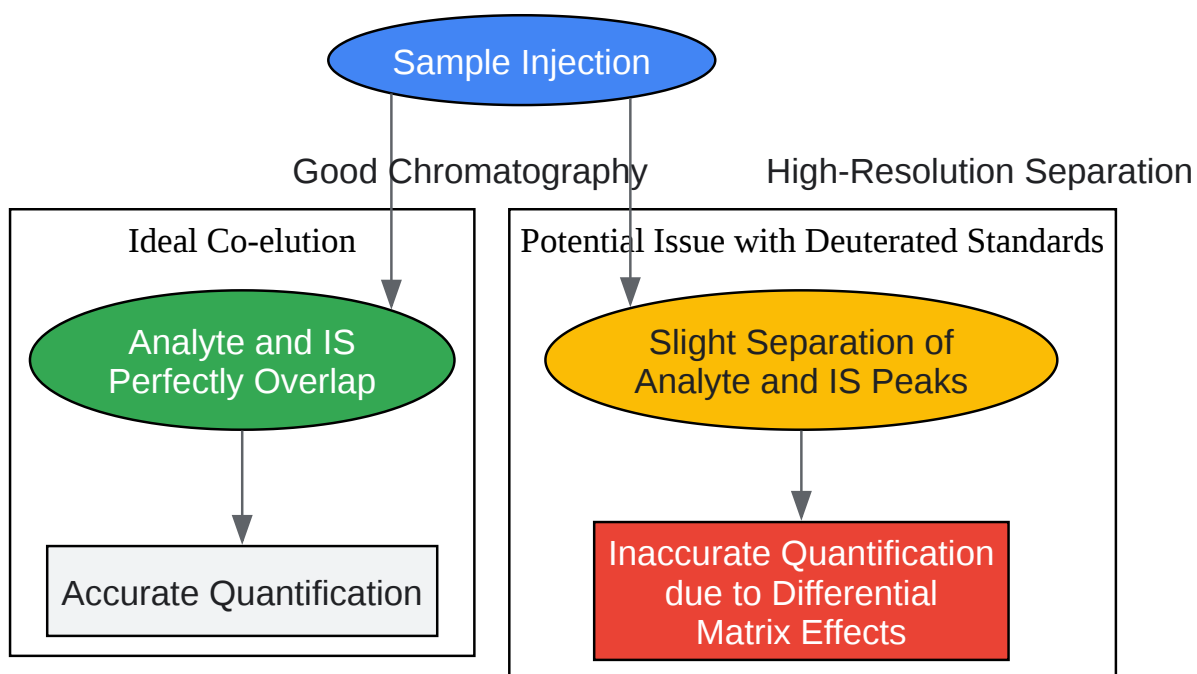 Sample Injection
Good Chromatography
High-Resolution Separation
Ideal Co-elution
Analyte and IS
Perfectly Overlap
Accurate Quantification
Potential Issue with Deuterated Standards
Slight Separation of
Analyte and IS Peaks
Inaccurate Quantification
due to Differential
Matrix Effects